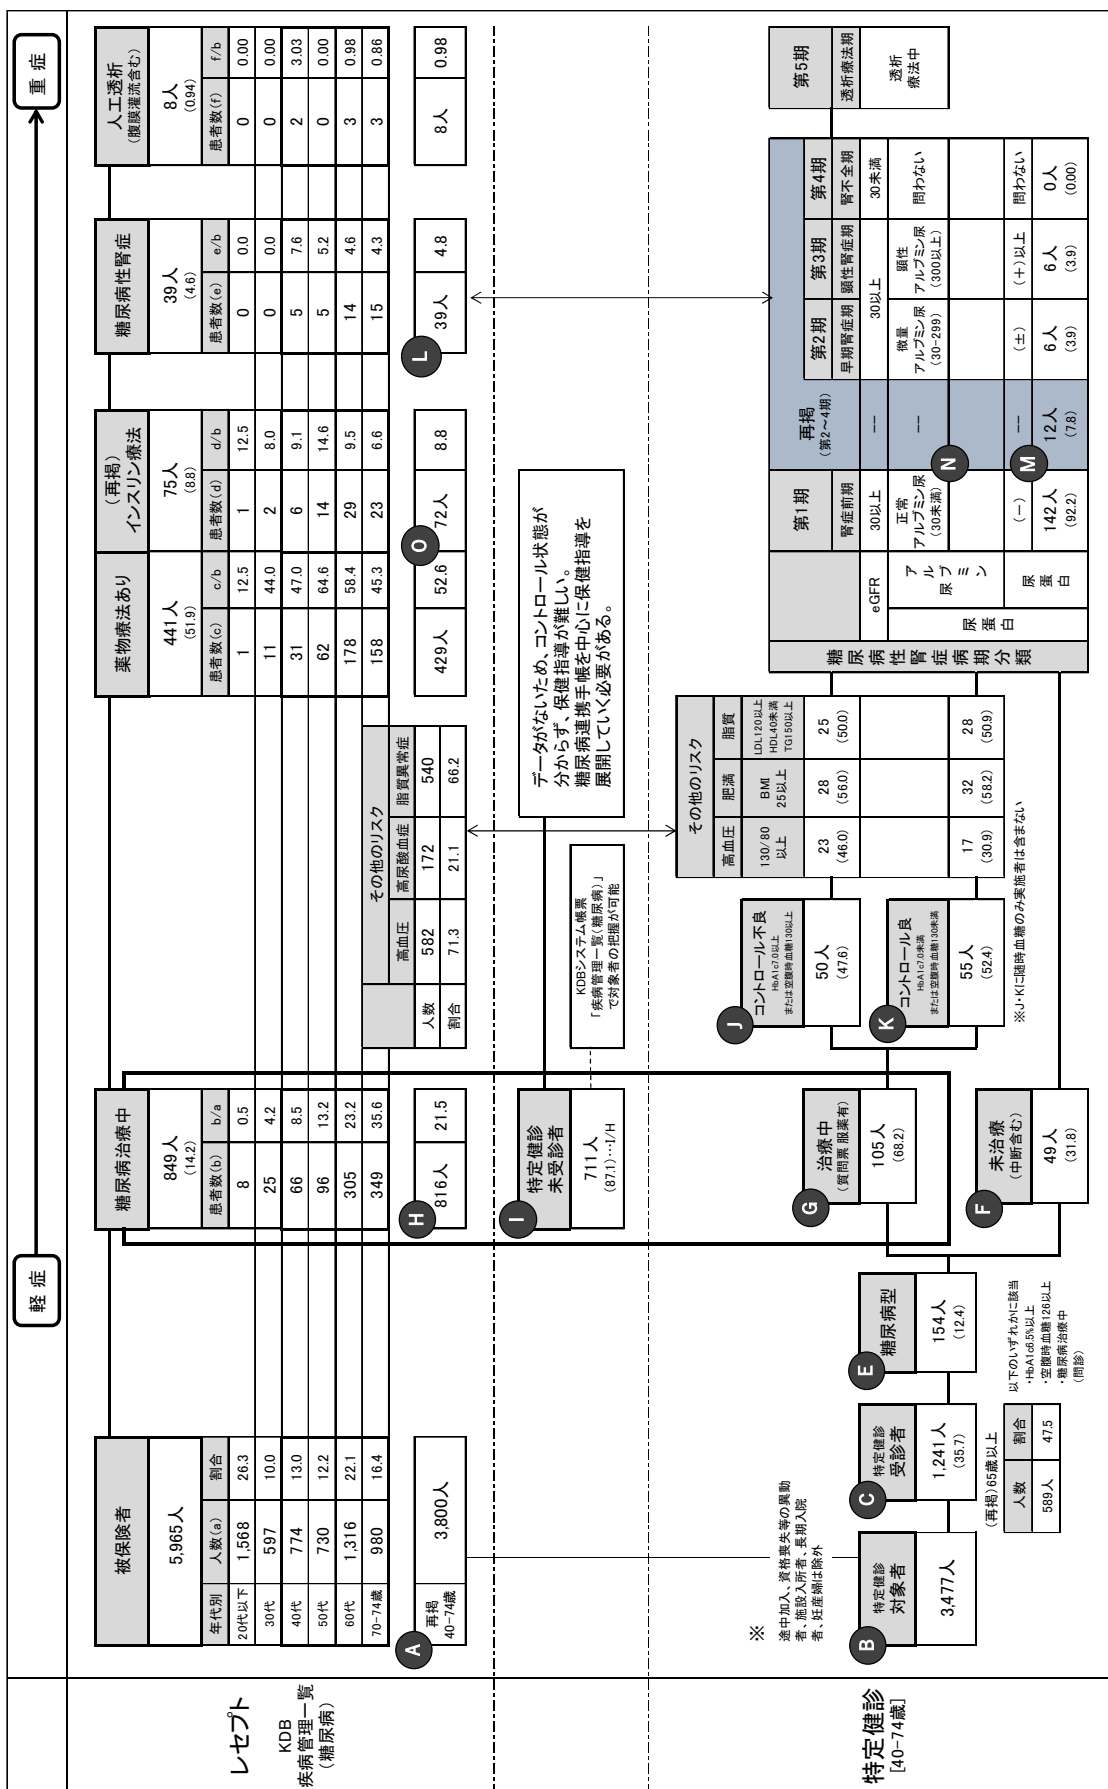 軽症
重症
レセプト
KDB
疾病管理一覧
(糖尿病)
被保険者
5,965人
年代別 人数(a) 割合
20代以下 1,568 26.3
30代 597 10.0
40代 774 13.0
50代 730 12.2
60代 1,316 22.1
70-74歳 980 16.4
A
再掲
40-74歳
3,800人
糖尿病治療中
849人
(14.2)
患者数(b) b/a
8 0.5
25 4.2
66 8.5
96 13.2
305 23.2
349 35.6
H
816人 21.5
その他のリスク
高血圧 高尿酸血症 脂質異常症
人数 582 172 540
割合 71.3 21.1 66.2
薬物療法あり
441人
(51.9)
患者数(c) c/b
1 12.5
11 44.0
31 47.0
62 64.6
178 58.4
158 45.3
429人 52.6
(再掲)
インスリン療法
75人
(8.8)
患者数(d) d/b
1 12.5
2 8.0
6 9.1
14 14.6
29 9.5
23 6.6
O
72人 8.8
糖尿病性腎症
39人
(4.6)
患者数(e) e/b
0 0.0
0 0.0
5 7.6
5 5.2
14 4.6
15 4.3
L
39人 4.8
人工透析
(腹膜灌流含む)
8人
(0.94)
患者数(f) f/b
0 0.00
0 0.00
2 3.03
0 0.00
3 0.98
3 0.86
8人 0.98
I
特定健診
未受診者
711人
(87.1)…I/H
KDBシステム帳票
「疾病管理一覧(糖尿病)」
で対象者の把握が可能
データがないため、コントロール状態が
分からず、保健指導が難しい。
糖尿病連携手帳を中心に保健指導を
展開していく必要がある。
特定健診
[40-74歳]
※
途中加入、資格喪失等の異動
者、施設入所者、長期入院
者、妊産婦は除外
B
特定健診
対象者
3,477人
C
特定健診
受診者
1,241人
(35.7)
(再掲)65歳以上
人数 割合
589人 47.5
E
糖尿病型
154人
(12.4)
以下のいずれかに該当
・HbA1c6.5%以上
・空腹時血糖126以上
・糖尿病治療中
(問診)
G
治療中
(質問票 服薬有)
105人
(68.2)
F
未治療
(中断含む)
49人
(31.8)
J
コントロール不良
HbA1c7.0以上
または空腹時血糖130以上
50人
(47.6)
K
コントロール良
HbA1c7.0未満
または空腹時血糖130未満
55人
(52.4)
※J・Kに随時血糖のみ実施者は含まない
その他のリスク
高血圧 肥満 脂質
130/80
以上
BMI
25以上
LDL120以上
HDL40未満
TG150以上
23
(46.0)
28
(56.0)
25
(50.0)
17
(30.9)
32
(58.2)
28
(50.9)
糖尿病性腎症病期分類
eGFR
尿蛋白
尿アルブミン
尿蛋白
第1期
腎症前期
30以上
正常
アルブミン尿
(30未満)
(−)
142人
(92.2)
再掲
(第2~4期)
--
--
N
M
--
12人
(7.8)
第2期
早期腎症期
30以上
微量
アルブミン尿
(30-299)
(±)
6人
(3.9)
第3期
顕性腎症期
顕性
アルブミン尿
(300以上)
(+)以上
6人
(3.9)
第4期
腎不全期
30未満
問わない
問わない
0人
(0.00)
第5期
透析療法期
透析
療法中